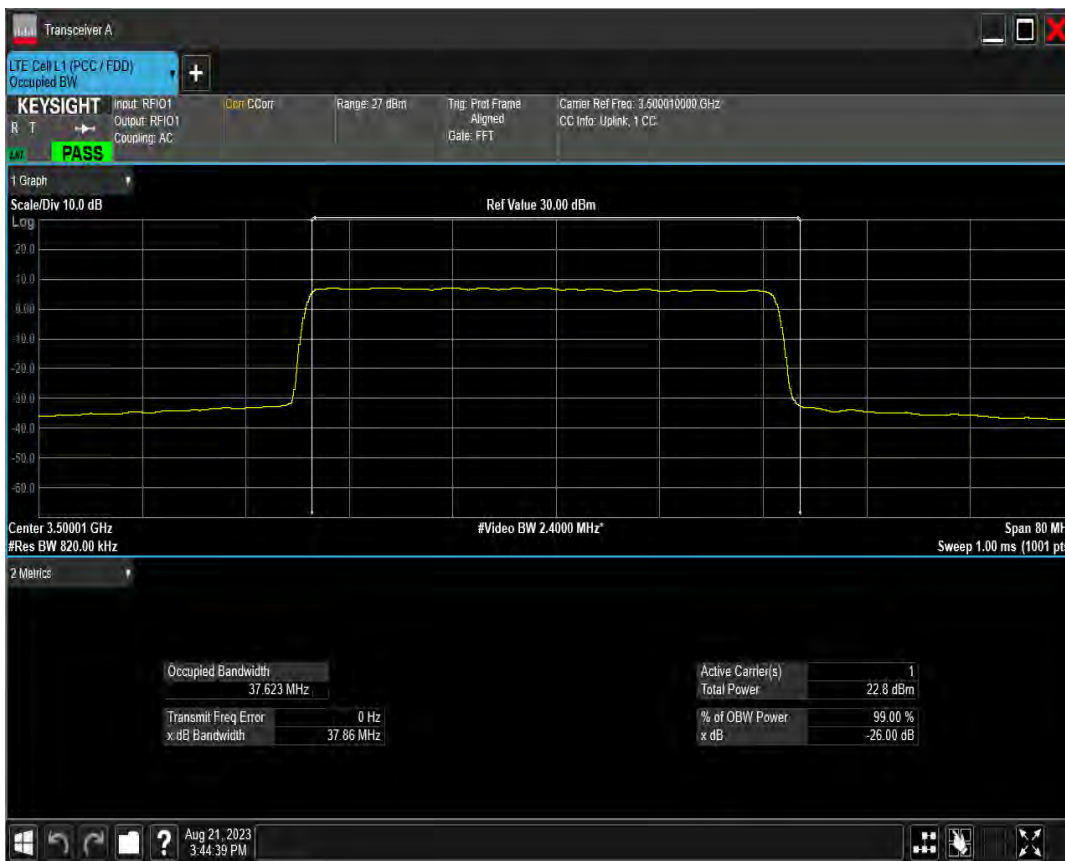 Transceiver A
LTE Cell L1 (PCC / FDD)
Occupied BW
+
KEYSIGHT
R T
PASS
Input: RFIO1
Output: RFIO1
Coupling: AC
Corr CCorr
Range: 27 dBm
Trig: Prot Frame
Aligned
Gate: FFT
Carrier Ref Freq: 3.500010000 GHz
CC Info: Uplink, 1 CC
1 Graph
Scale/Div 10.0 dB
Ref Value 30.00 dBm
Log
20.0
10.0
0.00
-10.0
-20.0
-30.0
-40.0
-50.0
-60.0
Center 3.50001 GHz
#Video BW 2.4000 MHz*
Span 80 MH
#Res BW 820.00 kHz
Sweep 1.00 ms (1001 pts
2 Metrics
Occupied Bandwidth
37.623 MHz
Transmit Freq Error 0 Hz
x dB Bandwidth 37.86 MHz
Active Carrier(s) 1
Total Power 22.8 dBm
% of OBW Power 99.00 %
x dB -26.00 dB
?
Aug 21, 2023
3:44:39 PM